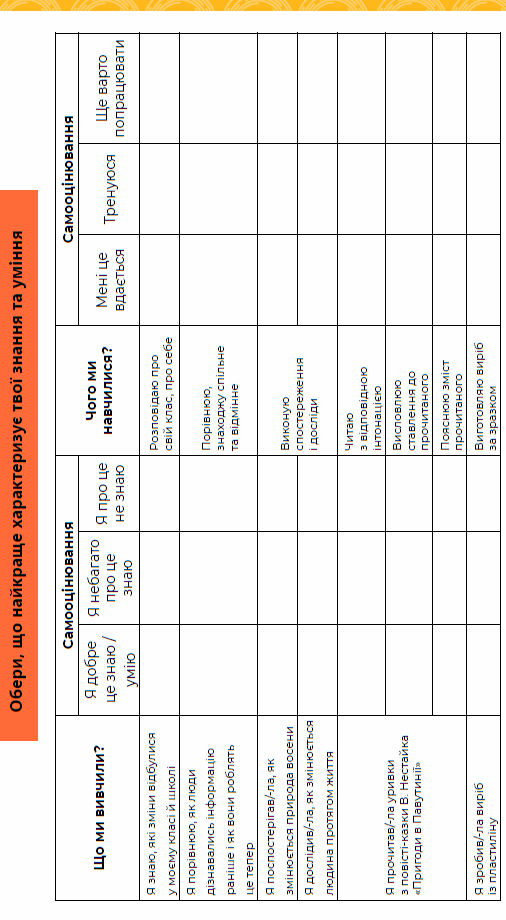 Обери, що найкраще характеризує твої знання та уміння
Що ми вивчили?
Самооцінювання
Я добре
це знаю /
умію
Я небагато
про це
знаю
Я про це
не знаю
Чого ми
навчилися?
Самооцінювання
Мені це
вдається
Тренуюся
Ще варто
попрацювати
Я знаю, які зміни відбулися
у моєму класі й школі
Розповідаю про
свій клас, про себе
Я порівнюю, як люди
дізнавались інформацію
раніше і як вони роблять
це тепер
Порівнюю,
знаходжу спільне
та відмінне
Я поспостерігав/-ла, як
змінюється природа восени
Виконую
спостереження
і досліди
Я дослідив/-ла, як змінюється
людина протягом життя
Я прочитав/-ла уривки
з повісті-казки В. Нестайка
«Пригоди в Павутинії»
Читаю
з відповідною
інтонацією
Висловлюю
ставлення до
прочитаного
Пояснюю зміст
прочитаного
Я зробив/-ла виріб
із пластиліну
Виготовляю виріб
за зразком